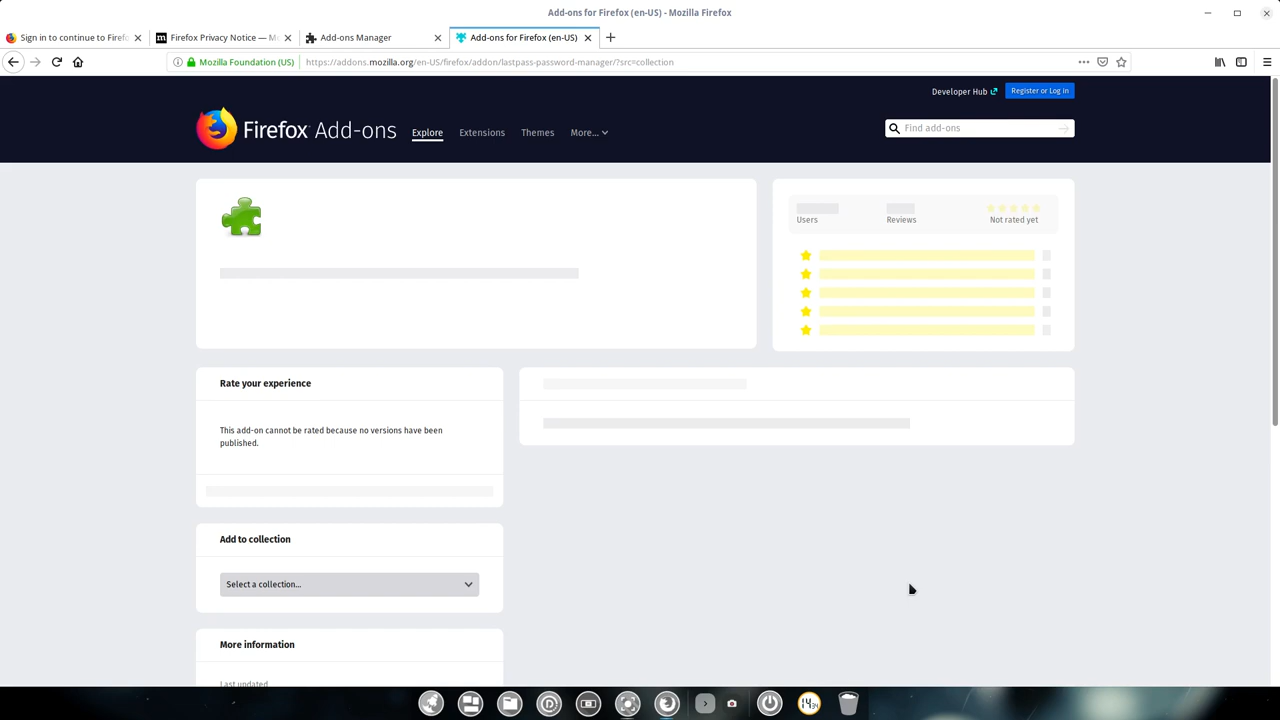 Add-ons for Firefox (en-US) - Mozilla Firefox
Sign in to continue to Firefo
Firefox Privacy Notice — Mo
Add-ons Manager
Add-ons for Firefox (en-US)
Mozilla Foundation (US)
https://addons.mozilla.org/en-US/firefox/addon/lastpass-password-manager/?src=collection
Developer Hub
Register or Log in
Firefox Add-ons
Explore
Extensions
Themes
More...
Find add-ons
Users
Reviews
Not rated yet
Rate your experience
This add-on cannot be rated because no versions have been
published.
Add to collection
Select a collection...
More information
Last updated